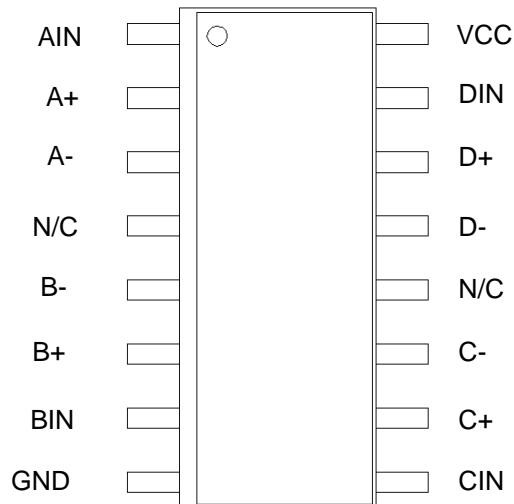 AIN VCC
A+ DIN
A- D+
N/C D-
B- N/C
B+ C-
BIN C+
GND CIN